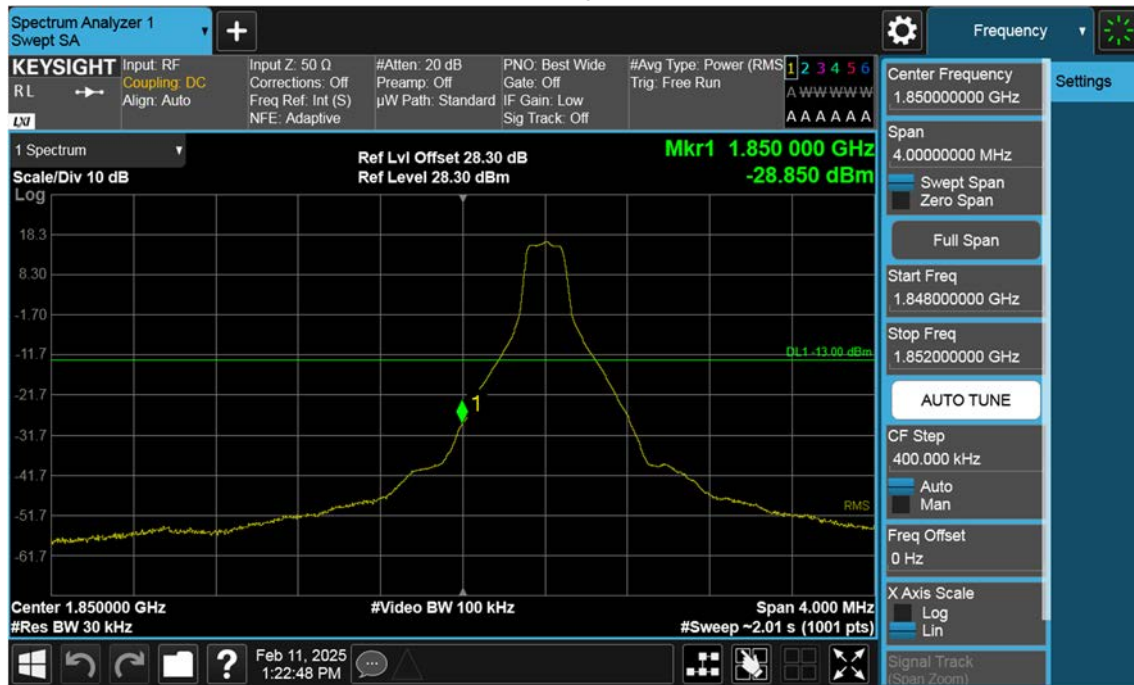 Spectrum Analyzer 1
Swept SA
Frequency
KEYSIGHT
RL
LXI
Input: RF
Coupling: DC
Align: Auto
Input Z: 50 Ω
Corrections: Off
Freq Ref: Int (S)
NFE: Adaptive
#Atten: 20 dB
Preamp: Off
µW Path: Standard
PNO: Best Wide
Gate: Off
IF Gain: Low
Sig Track: Off
#Avg Type: Power (RMS
Trig: Free Run
1 2 3 4 5 6
A W W W W W
A A A A A A
1 Spectrum
Scale/Div 10 dB
Ref Lvl Offset 28.30 dB
Ref Level 28.30 dBm
Mkr1 1.850 000 GHz
-28.850 dBm
Log
18.3
8.30
-1.70
-11.7
-21.7
-31.7
-41.7
-51.7
-61.7
DL1 -13.00 dBm
1
RMS
Center 1.850000 GHz
#Video BW 100 kHz
Span 4.000 MHz
#Res BW 30 kHz
#Sweep ~2.01 s (1001 pts)
Feb 11, 2025
1:22:48 PM
Center Frequency
1.850000000 GHz
Span
4.00000000 MHz
Swept Span
Zero Span
Full Span
Start Freq
1.848000000 GHz
Stop Freq
1.852000000 GHz
AUTO TUNE
CF Step
400.000 kHz
Auto
Man
Freq Offset
0 Hz
X Axis Scale
Log
Lin
Signal Track
(Span Zoom)
Settings